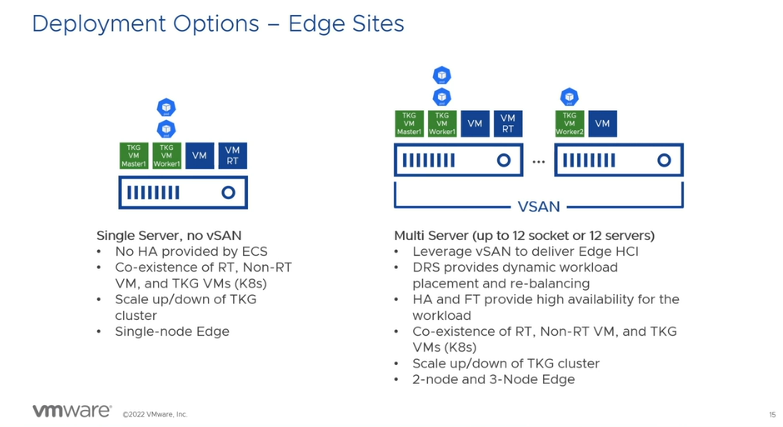 Deployment Options – Edge Sites
TKG
VM
Master1
TKG
VM
Worker1
VM
VM
RT
Single Server, no vSAN
• No HA provided by ECS
• Co-existence of RT, Non-RT
VM, and TKG VMs (K8s)
• Scale up/down of TKG
cluster
• Single-node Edge
TKG
VM
Master1
TKG
VM
Worker1
VM
VM
RT
...
TKG
VM
Worker2
VM
VSAN
Multi Server (up to 12 socket or 12 servers)
• Leverage vSAN to deliver Edge HCI
• DRS provides dynamic workload
placement and re-balancing
• HA and FT provide high availability for the
workload
• Co-existence of RT, Non-RT VM, and TKG
VMs (K8s)
• Scale up/down of TKG cluster
• 2-node and 3-Node Edge
vmware®
©2022 VMware, Inc.
15